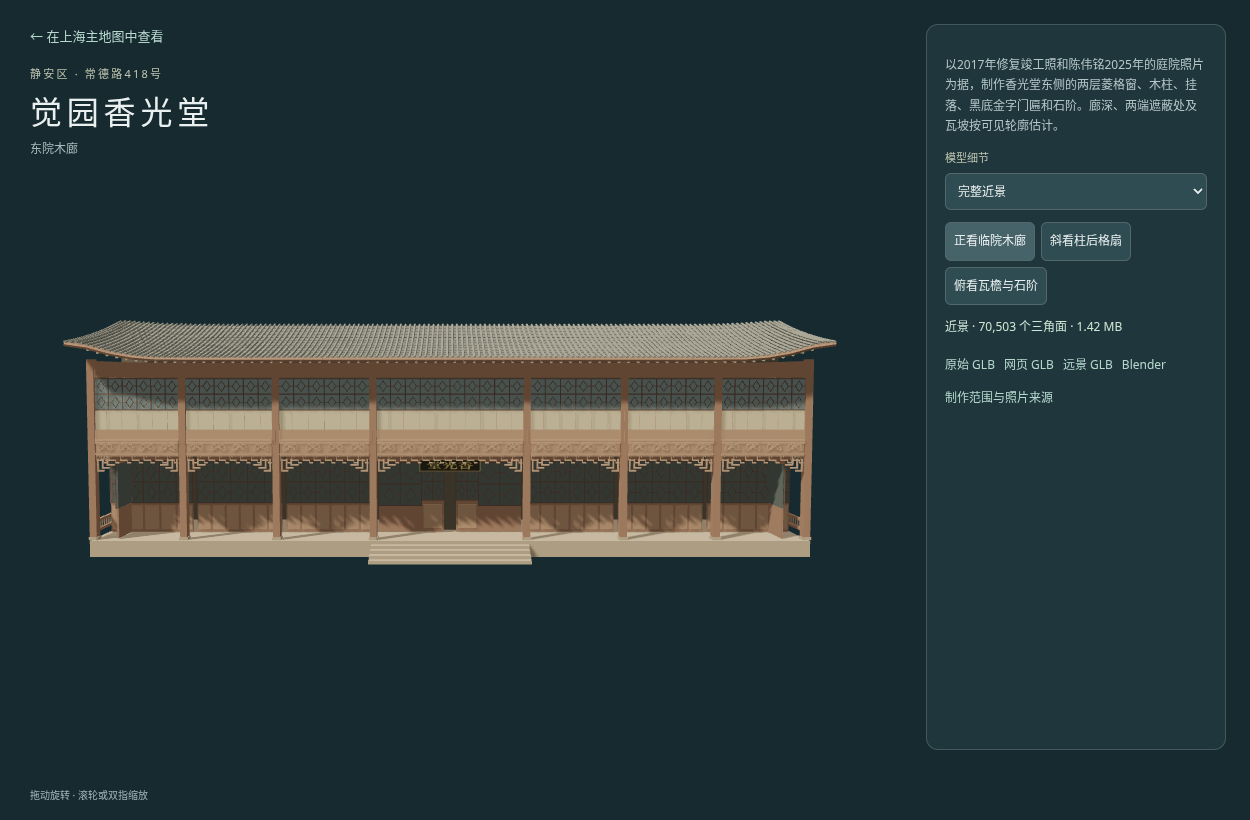 ← 在上海主地图中查看
静安区 · 常德路418号
觉园香光堂
东院木廊
以2017年修复竣工照和陈伟铭2025年的庭院照片
为据，制作香光堂东侧的两层菱格窗、木柱、挂
落、黑底金字门匾和石阶。廊深、两端遮蔽处及
瓦坡按可见轮廓估计。
模型细节
完整近景
正看临院木廊 斜看柱后格扇
俯看瓦檐与石阶
近景 · 70,503 个三角面 · 1.42 MB
原始 GLB 网页 GLB 远景 GLB Blender
制作范围与照片来源
拖动旋转 · 滚轮或双指缩放